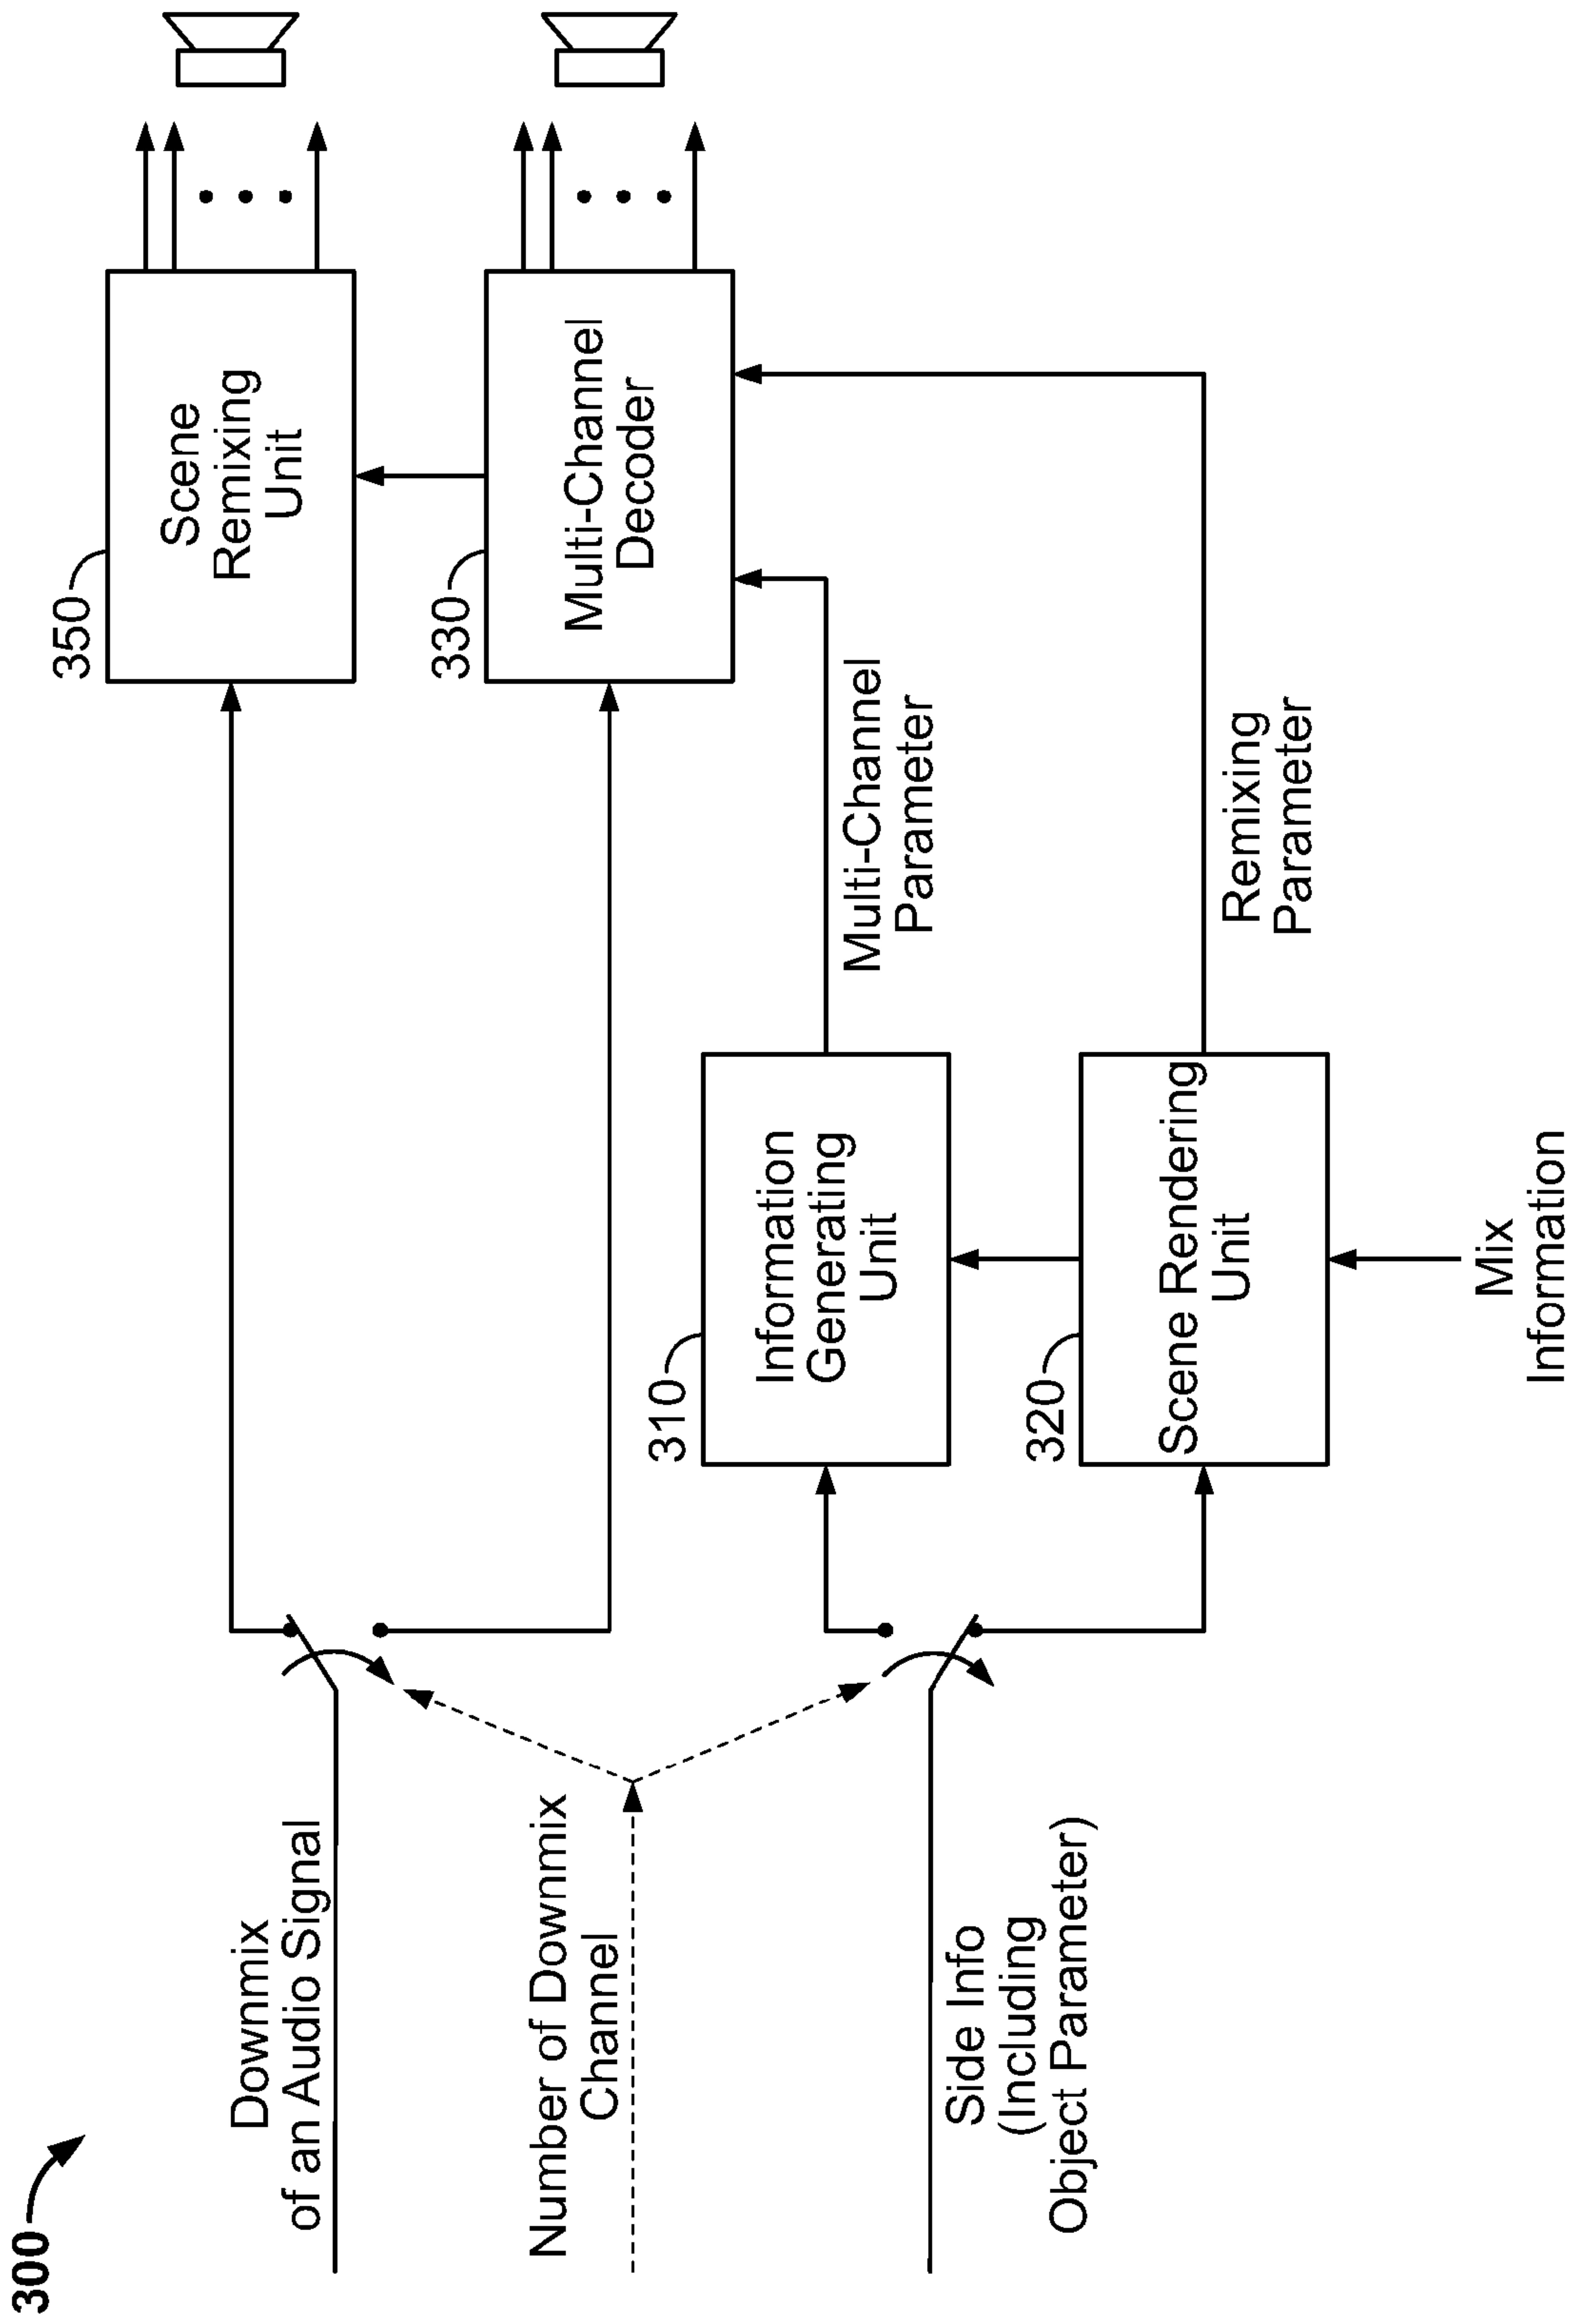 300
Downmix
of an Audio Signal
Number of Downmix
Channel
Side Info
(Including
Object Parameter)
310
Information
Generating
Unit
320
Scene Rendering
Unit
Mix
Information
Multi-Channel
Parameter
Remixing
Parameter
350
Scene
Remixing
Unit
330
Multi-Channel
Decoder